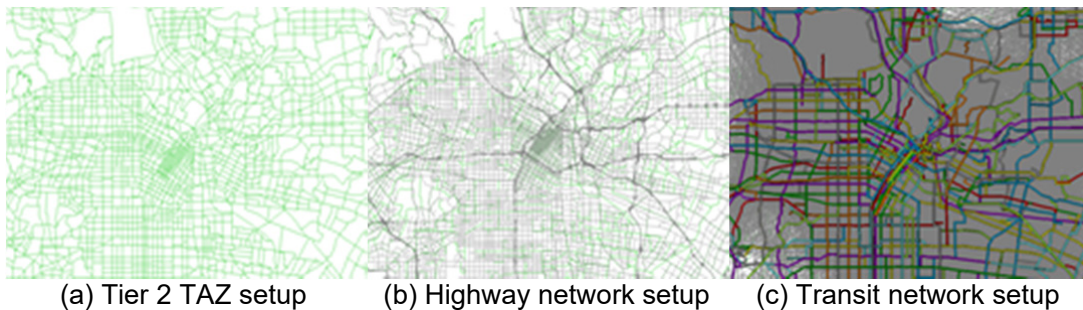 (a) Tier 2 TAZ setup
(b) Highway network setup
(c) Transit network setup